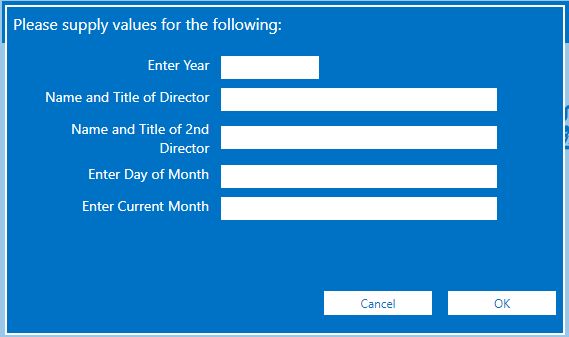 Please supply values for the following:
Enter Year
Name and Title of Director
Name and Title of 2nd
Director
Enter Day of Month
Enter Current Month
Cancel
OK